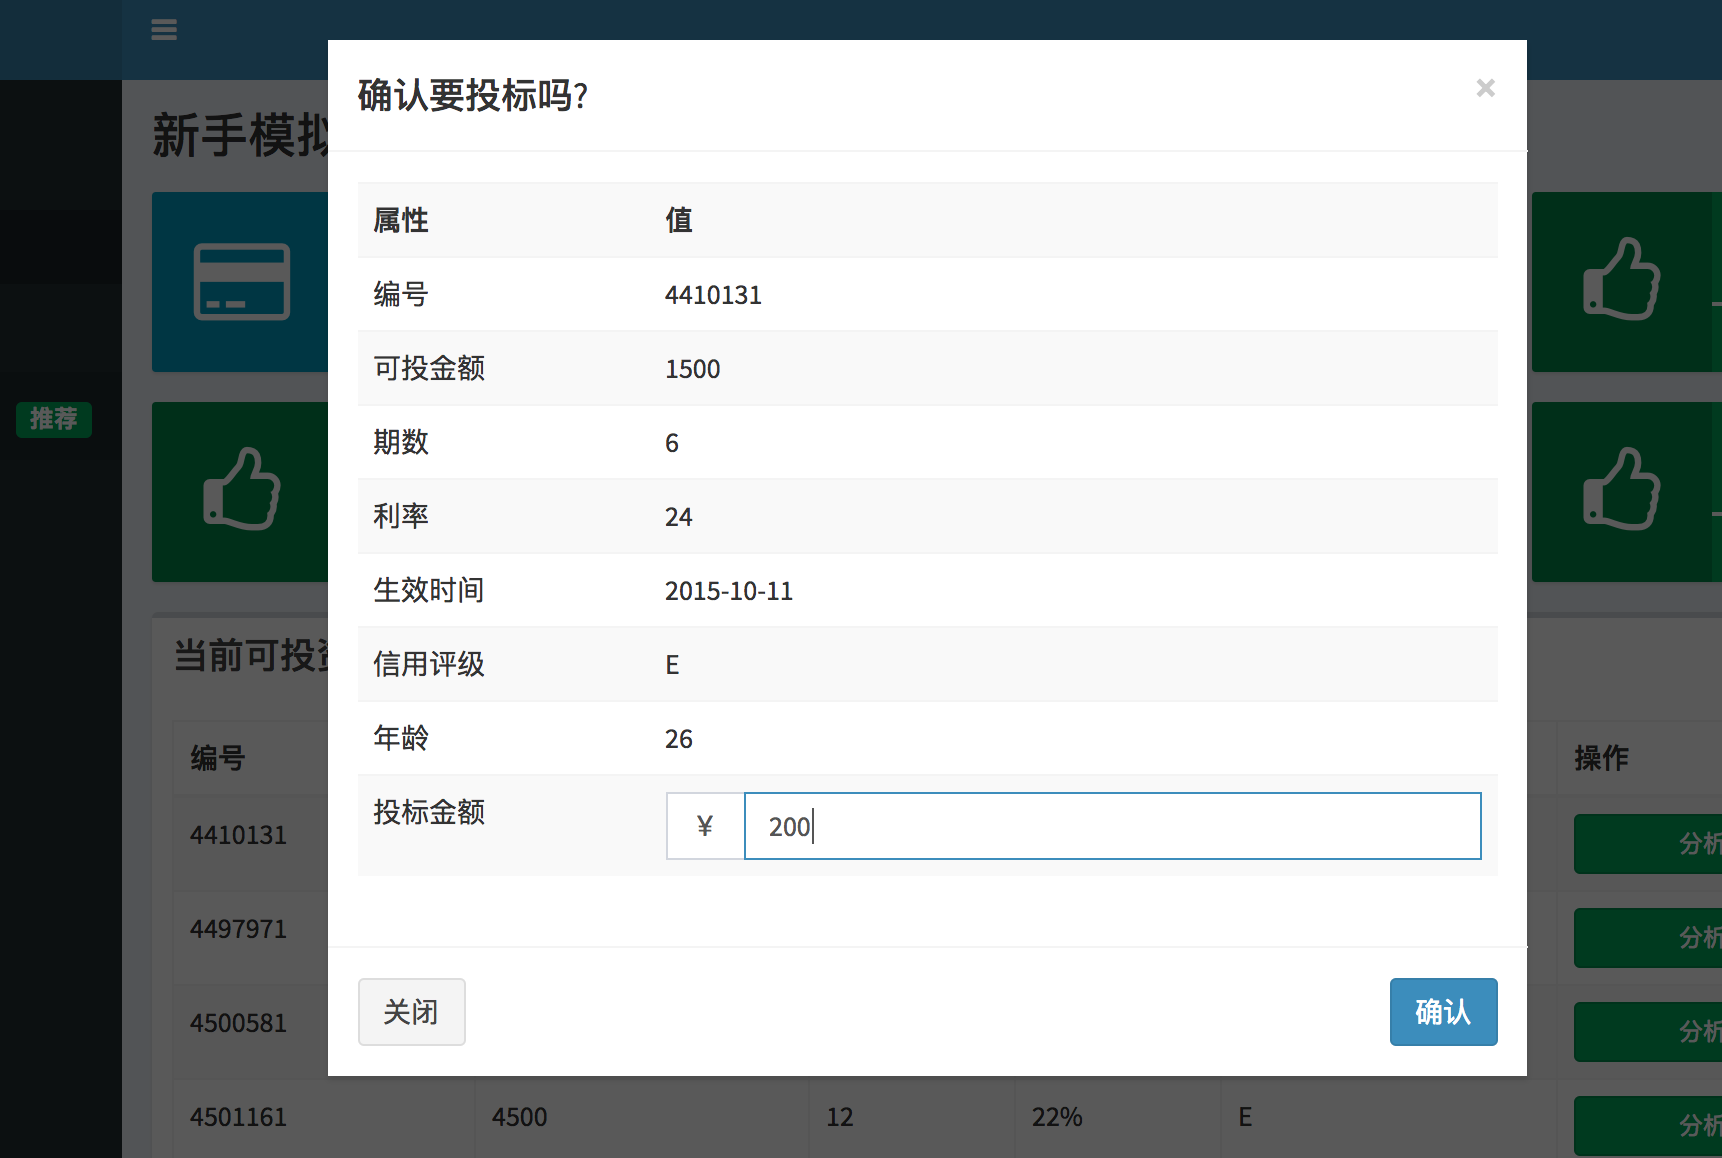 确认要投标吗?
×
新手模拟
属性 值
编号 4410131
可投金额 1500
期数 6
利率 24
推荐
生效时间 2015-10-11
信用评级 E
当前可投资
年龄 26
编号 操作
投标金额 ¥ 200
4410131 分析
4497971 分析
关闭 确认
4500581 分析
4501161 4500 12 22% E 分析